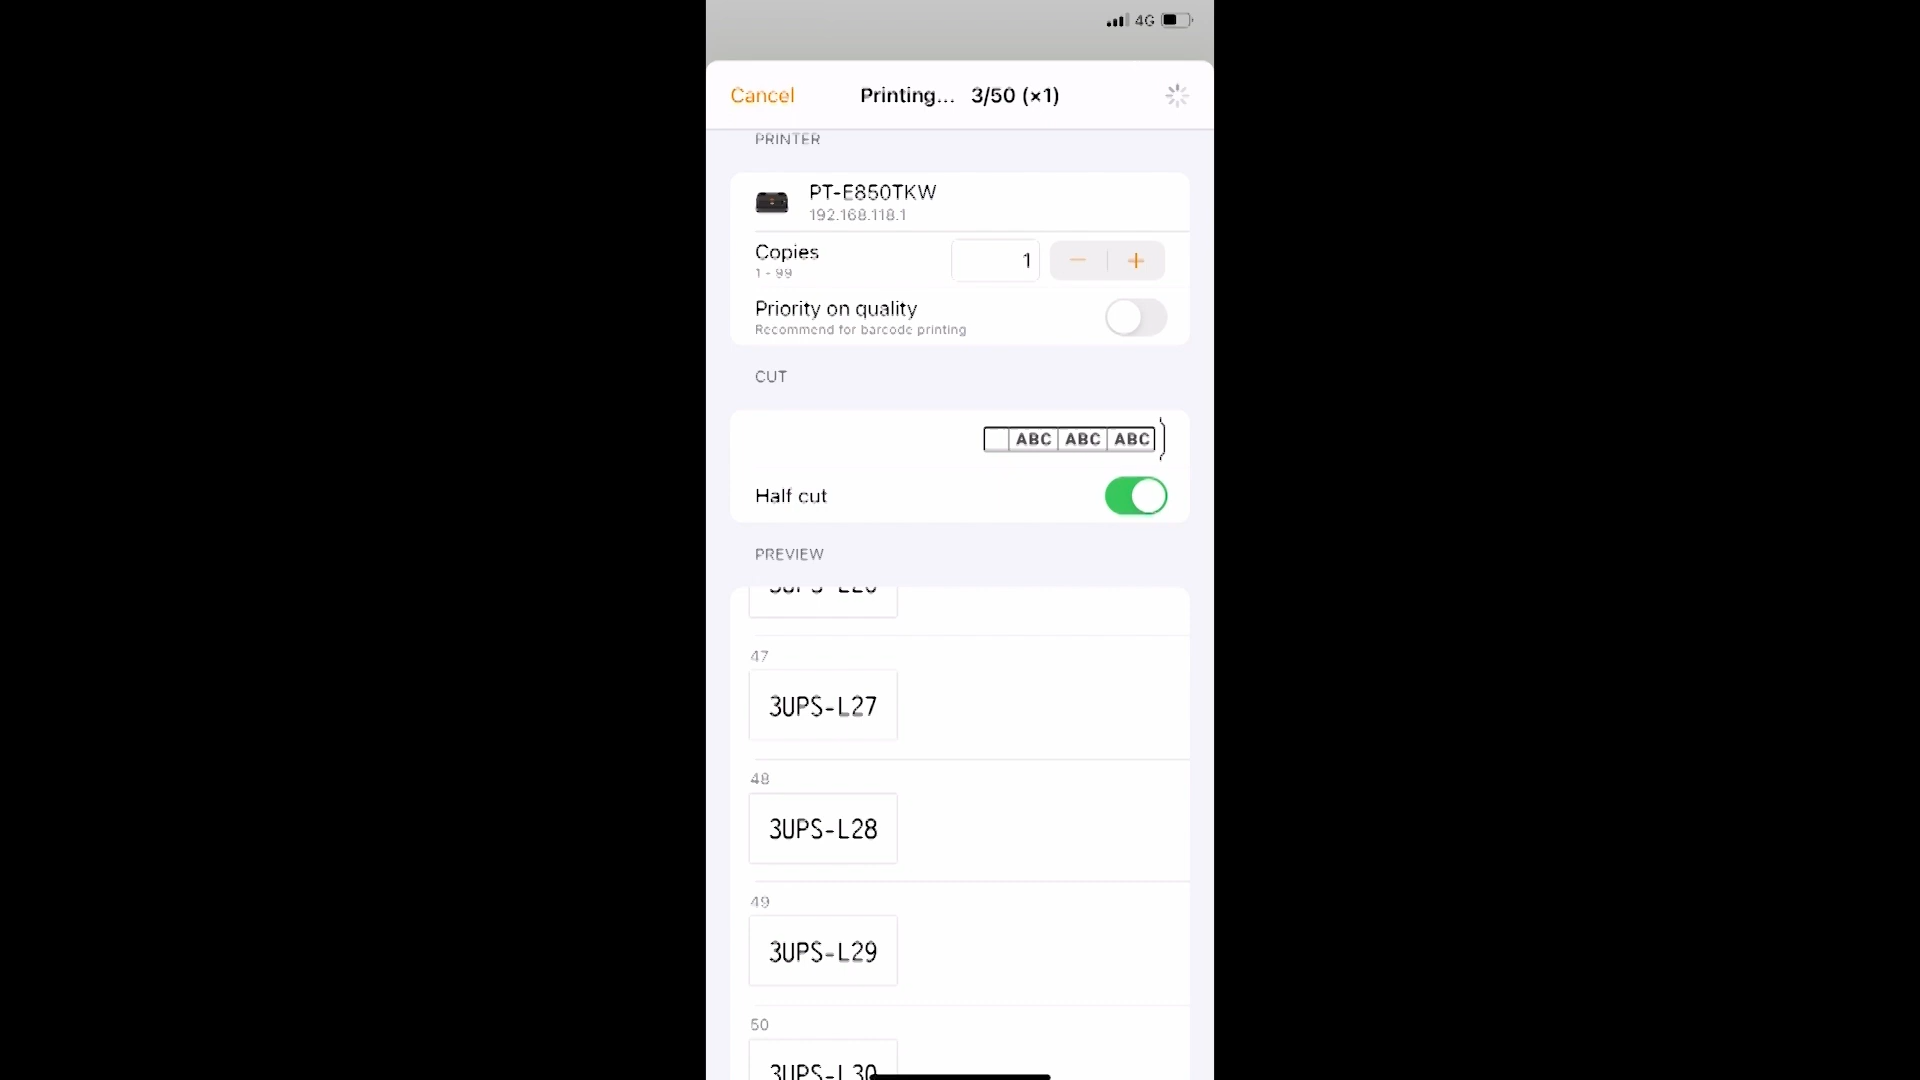 4G
Cancel
Printing... 3/50 (×1)
PRINTER
PT-E850TKW
192.168.118.1
Copies
1
1 - 99
Priority on quality
Recommend for barcode printing
CUT
ABC ABC ABC
Half cut
PREVIEW
47
3UPS-L27
48
3UPS-L28
49
3UPS-L29
50
3UPS-L30